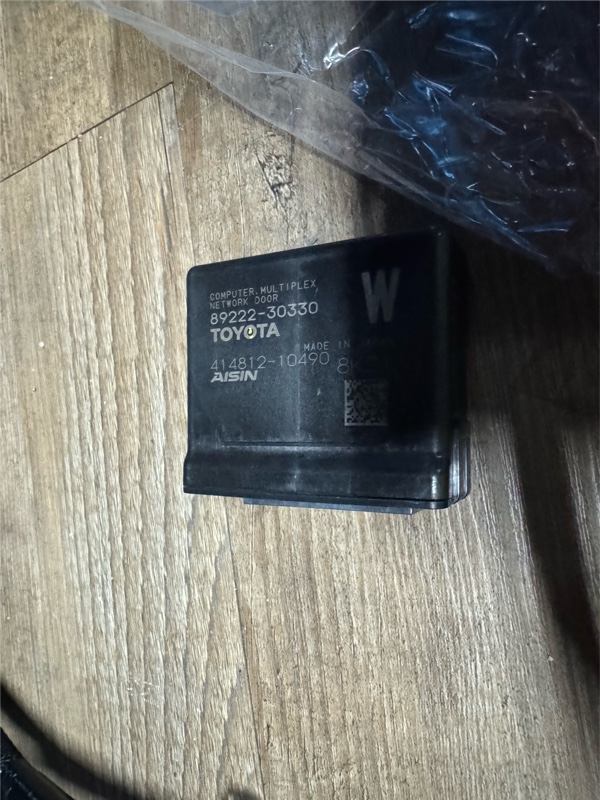 COMPUTER.MULTIPLEX
NETWORK DOOR
89222-30330
TOYOTA
W
MADE IN JAPAN
414812-10490
AISIN